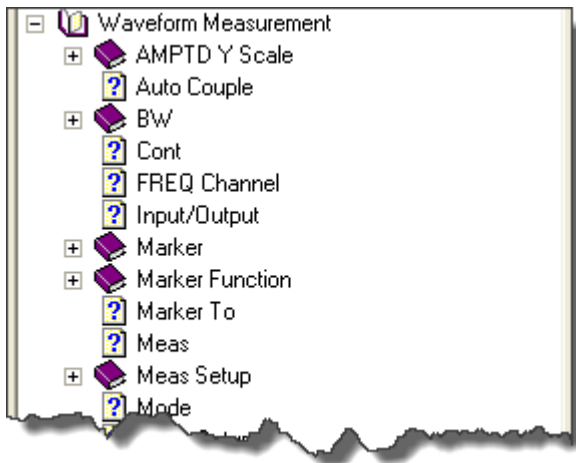 Waveform Measurement
AMPTD Y Scale
Auto Couple
BW
Cont
FREQ Channel
Input/Output
Marker
Marker Function
Marker To
Meas
Meas Setup
Mode